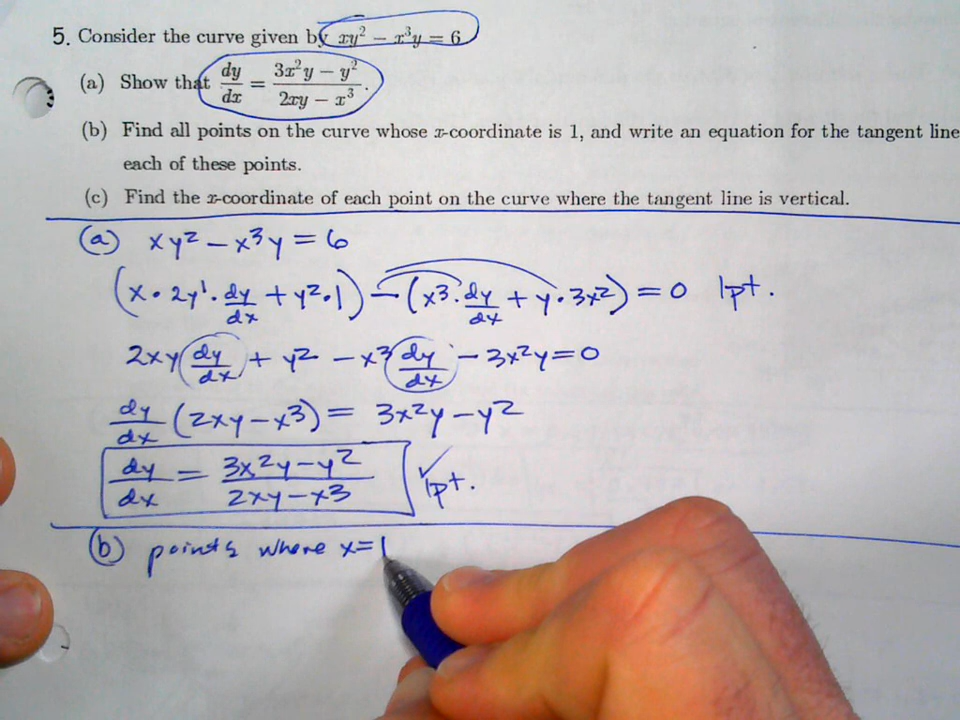 5. Consider the curve given by xy² − x³y = 6
(a) Show that dy/dx = (3x²y − y²)/(2xy − x³).
(b) Find all points on the curve whose x-coordinate is 1, and write an equation for the tangent line
each of these points.
(c) Find the x-coordinate of each point on the curve where the tangent line is vertical.
(a) xy² − x³y = 6
(x · 2y¹ · dy/dx + y² · 1) − (x³ · dy/dx + y · 3x²) = 0 1pt.
2xy dy/dx + y² − x³ dy/dx − 3x²y = 0
dy/dx (2xy − x³) = 3x²y − y²
dy/dx = (3x²y − y²)/(2xy − x³) ✓ 1pt.
(b) points where x = 1